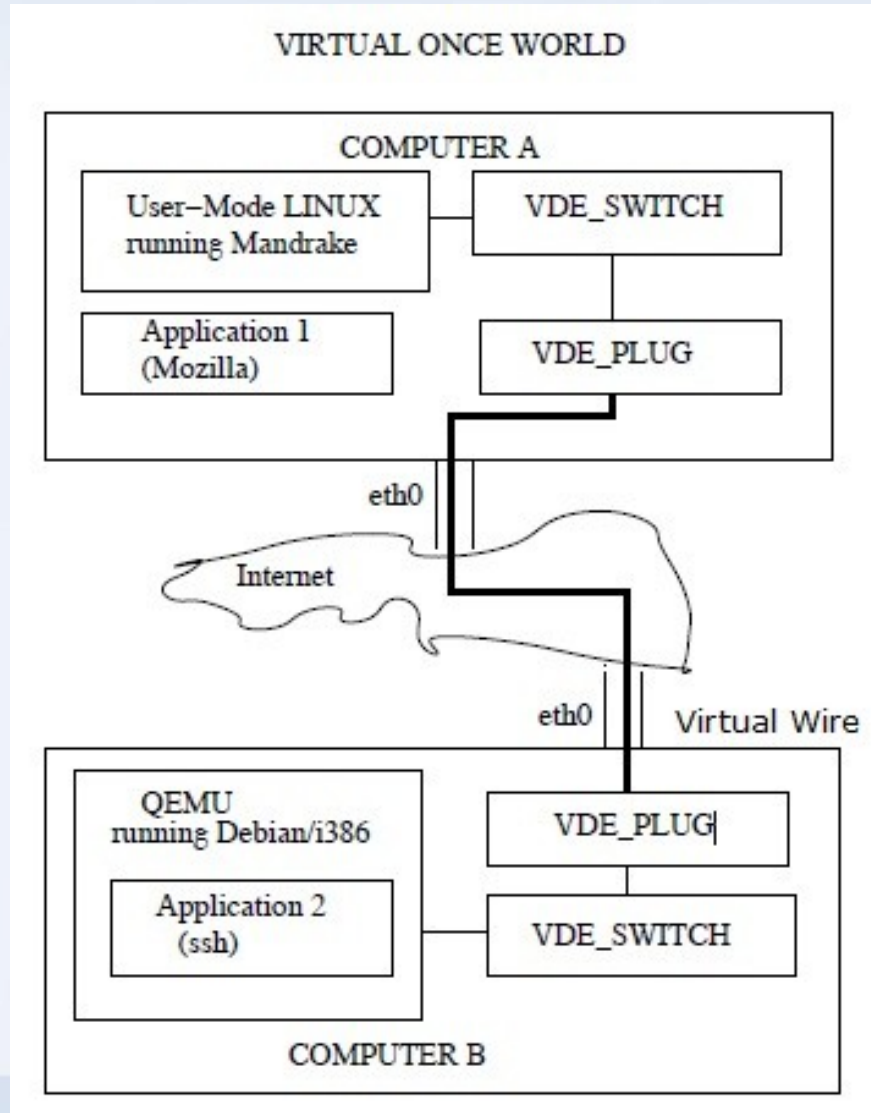 VIRTUAL ONCE WORLD
COMPUTER A
User-Mode LINUX
running Mandrake
VDE_SWITCH
Application 1
(Mozilla)
VDE_PLUG
eth0
Internet
eth0
Virtual Wire
QEMU
running Debian/i386
VDE_PLUG
Application 2
(ssh)
VDE_SWITCH
COMPUTER B